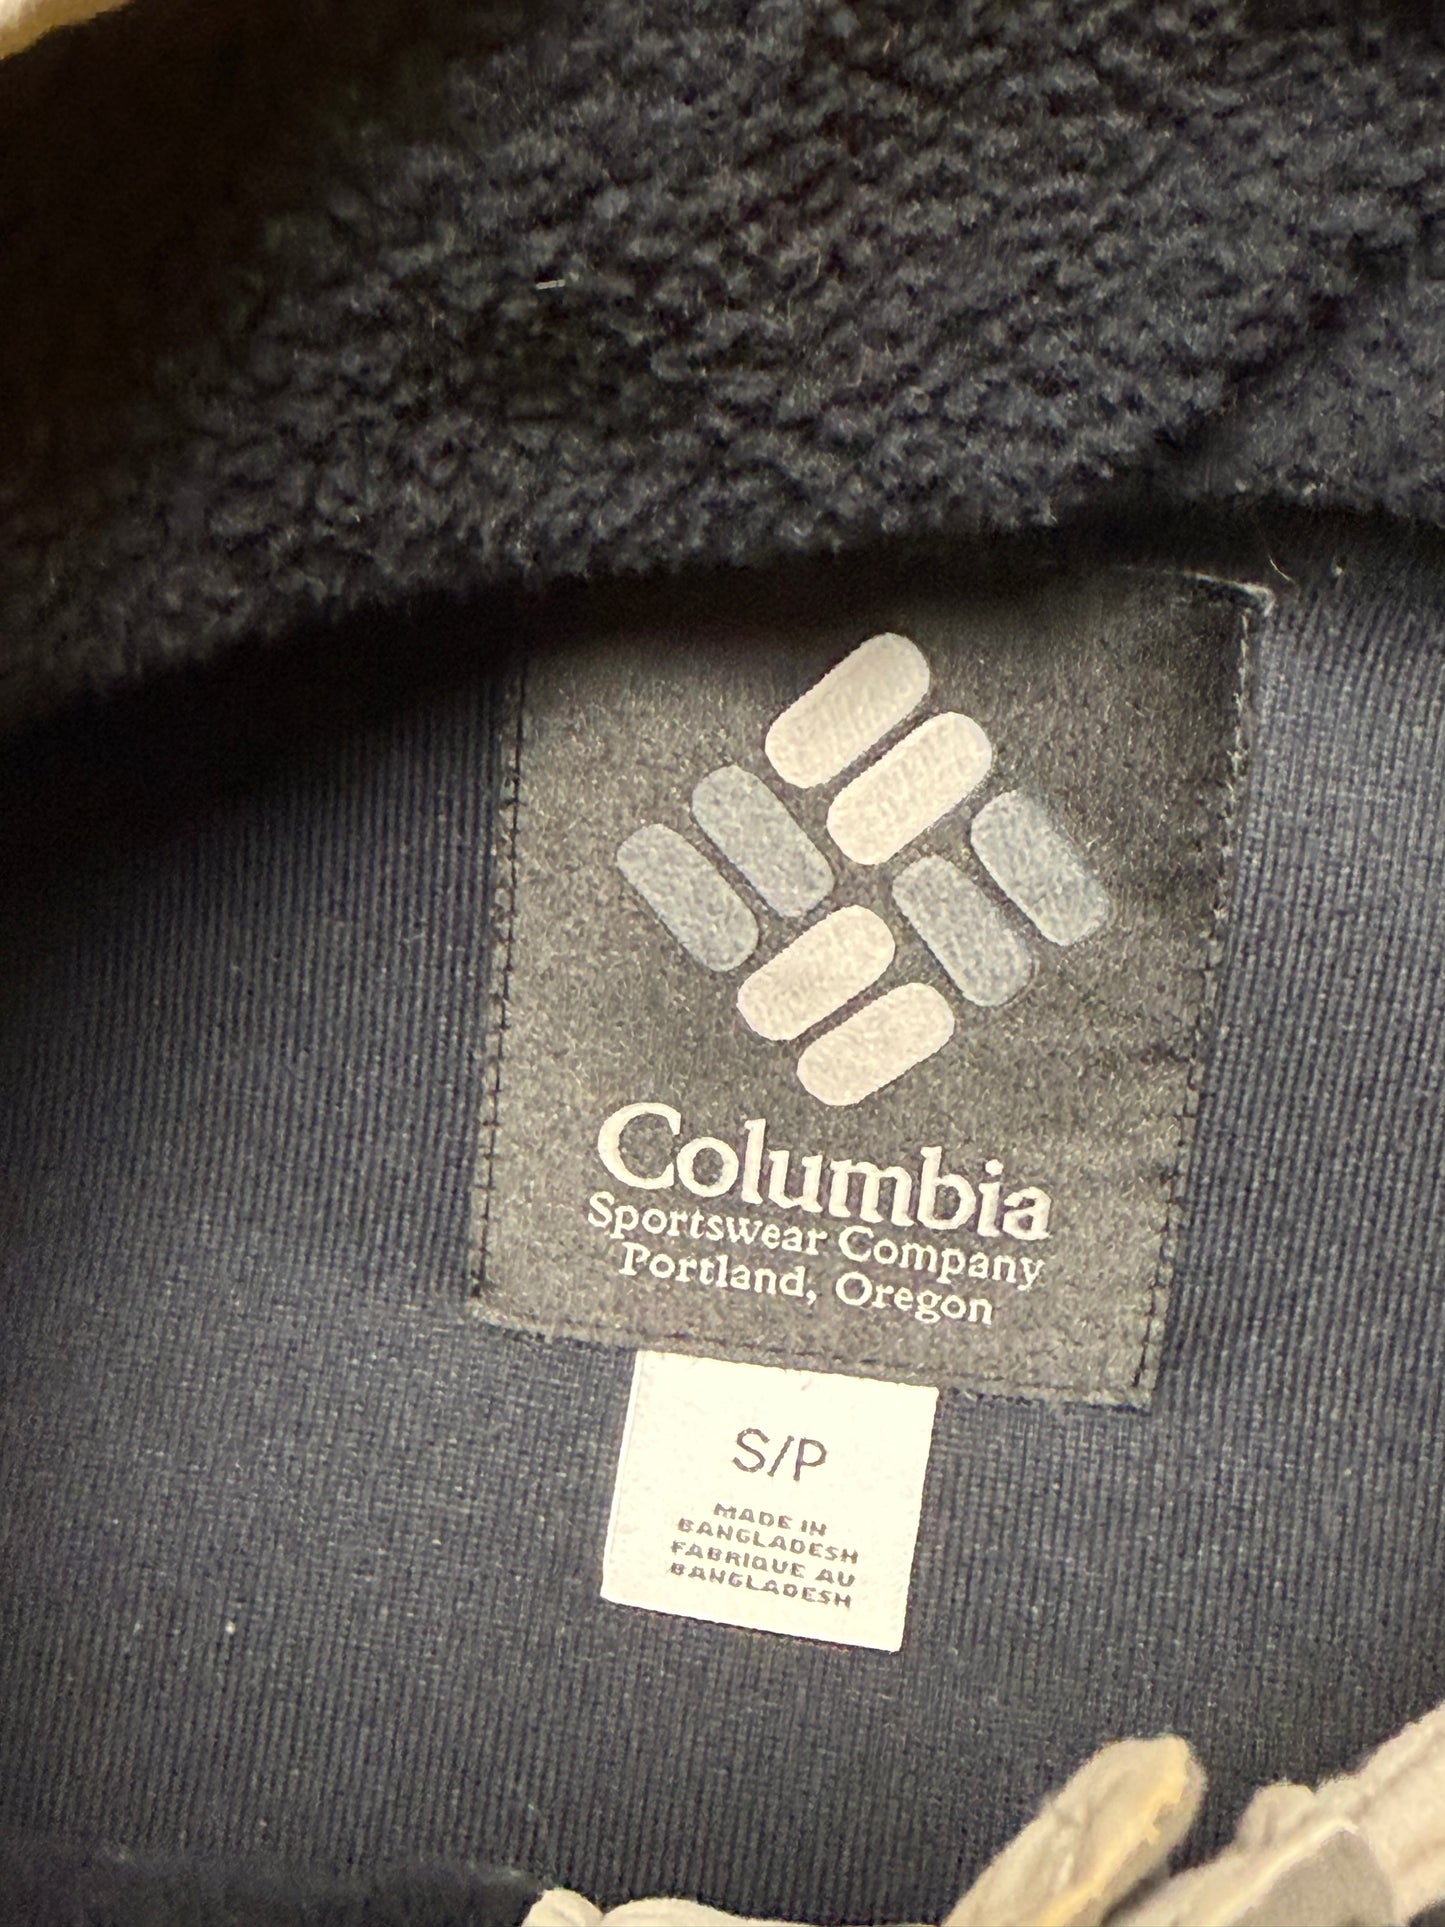 Columbia
Sportswear Company
Portland, Oregon
S/P
MADE IN
BANGLADESH
FABRIQUE AU
BANGLADESH